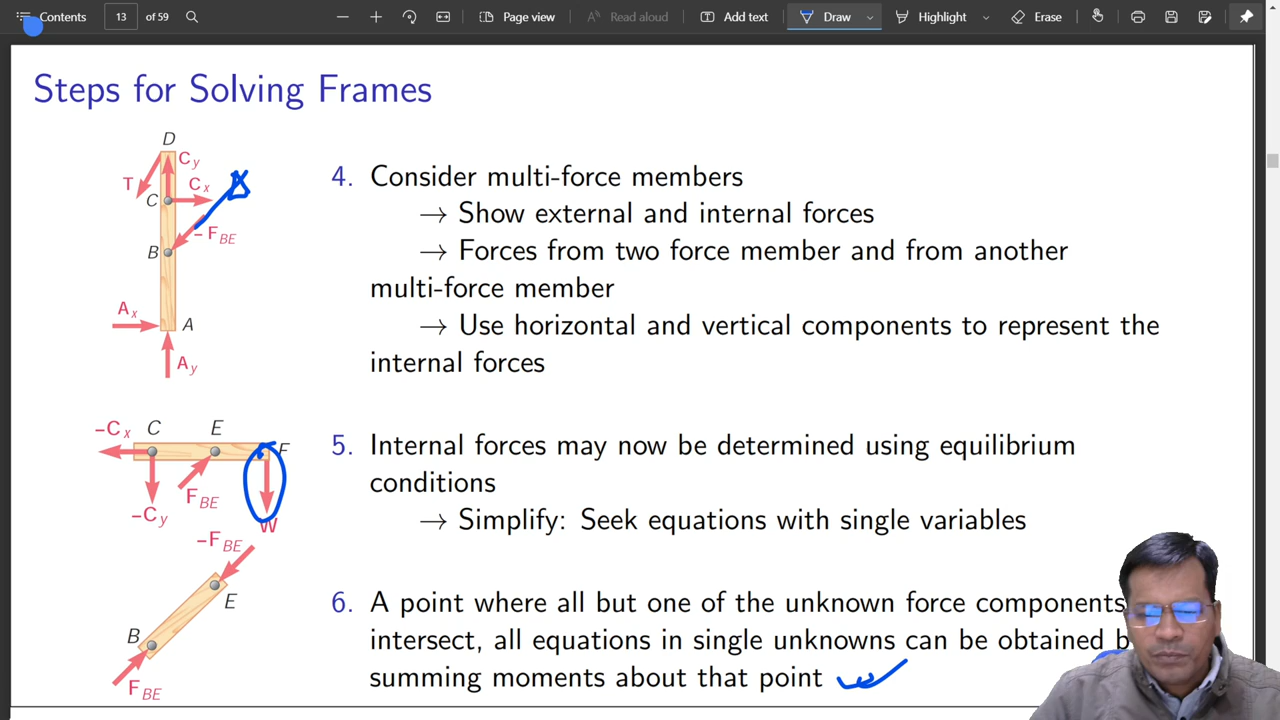 Contents
13
of 59
Page view
Read aloud
Add text
Draw
Highlight
Erase
Steps for Solving Frames
D
Cy
T
Cx
C
– FBE
B
Ax
A
Ay
4. Consider multi-force members
→ Show external and internal forces
→ Forces from two force member and from another
multi-force member
→ Use horizontal and vertical components to represent the
internal forces
–Cx
C
E
F
FBE
–Cy
W
5. Internal forces may now be determined using equilibrium
conditions
→ Simplify: Seek equations with single variables
–FBE
E
B
FBE
6. A point where all but one of the unknown force components
intersect, all equations in single unknowns can be obtained
summing moments about that point